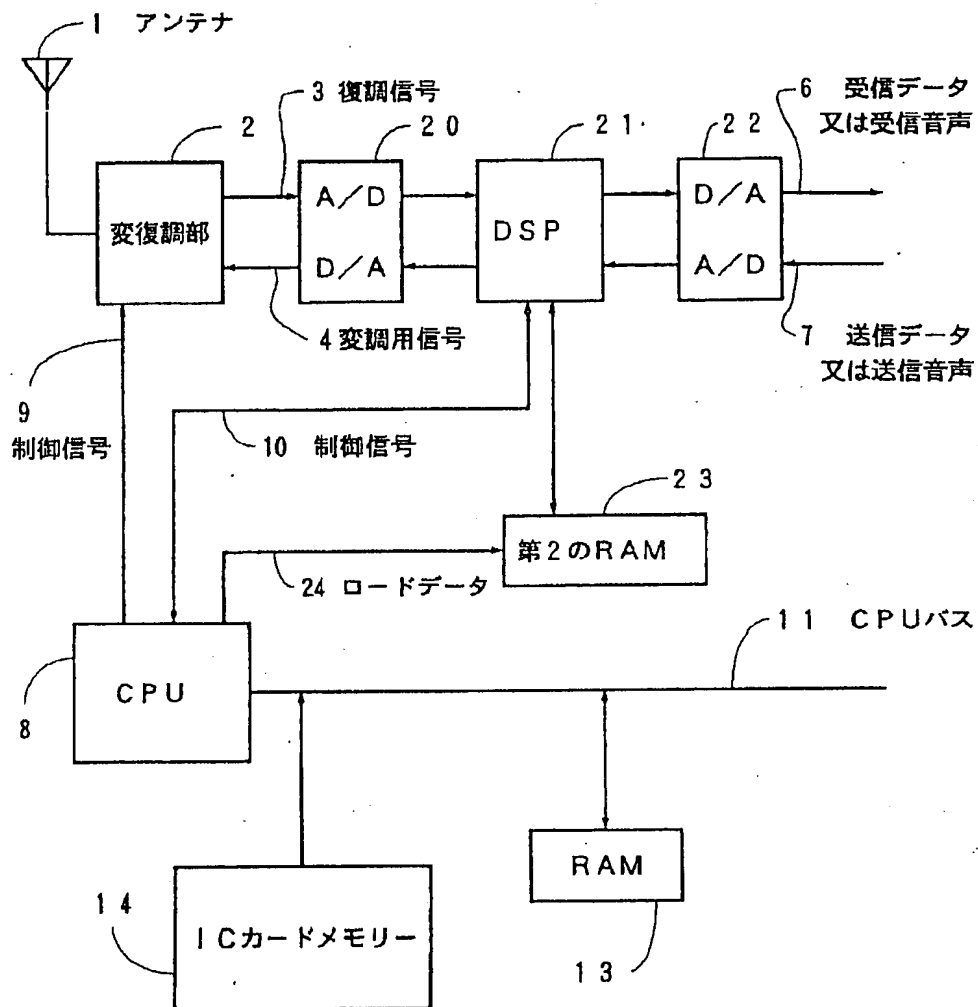 1 アンテナ
3 復調信号
6 受信データ
又は受信音声
2
20
21
22
変復調部
A/D
D/A
DSP
D/A
A/D
4 変調用信号
7 送信データ
又は送信音声
9
制御信号
10 制御信号
23
第2のRAM
24 ロードデータ
11 CPUバス
CPU
8
RAM
14
ICカードメモリー
13